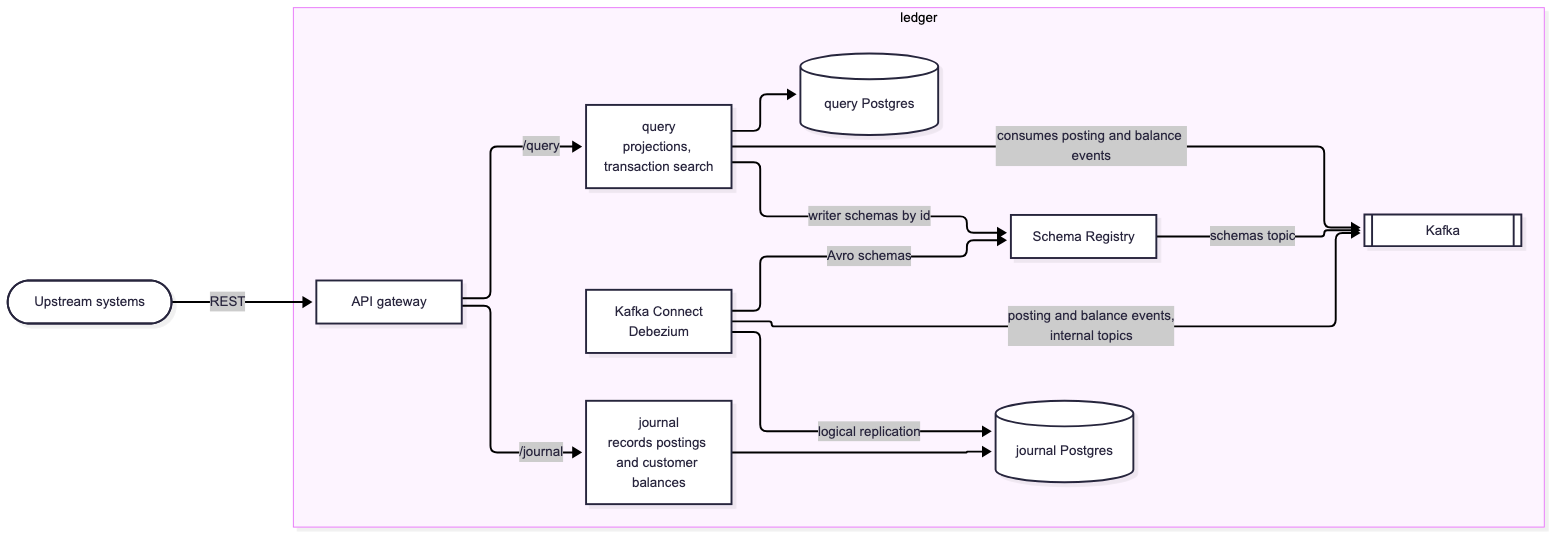 ledger
query Postgres
query
projections,
transaction search
/query
consumes posting and balance
events
writer schemas by id
Schema Registry
schemas topic
Kafka
Avro schemas
Upstream systems
REST
API gateway
Kafka Connect
Debezium
posting and balance events,
internal topics
journal
records postings
and customer
balances
/journal
logical replication
journal Postgres